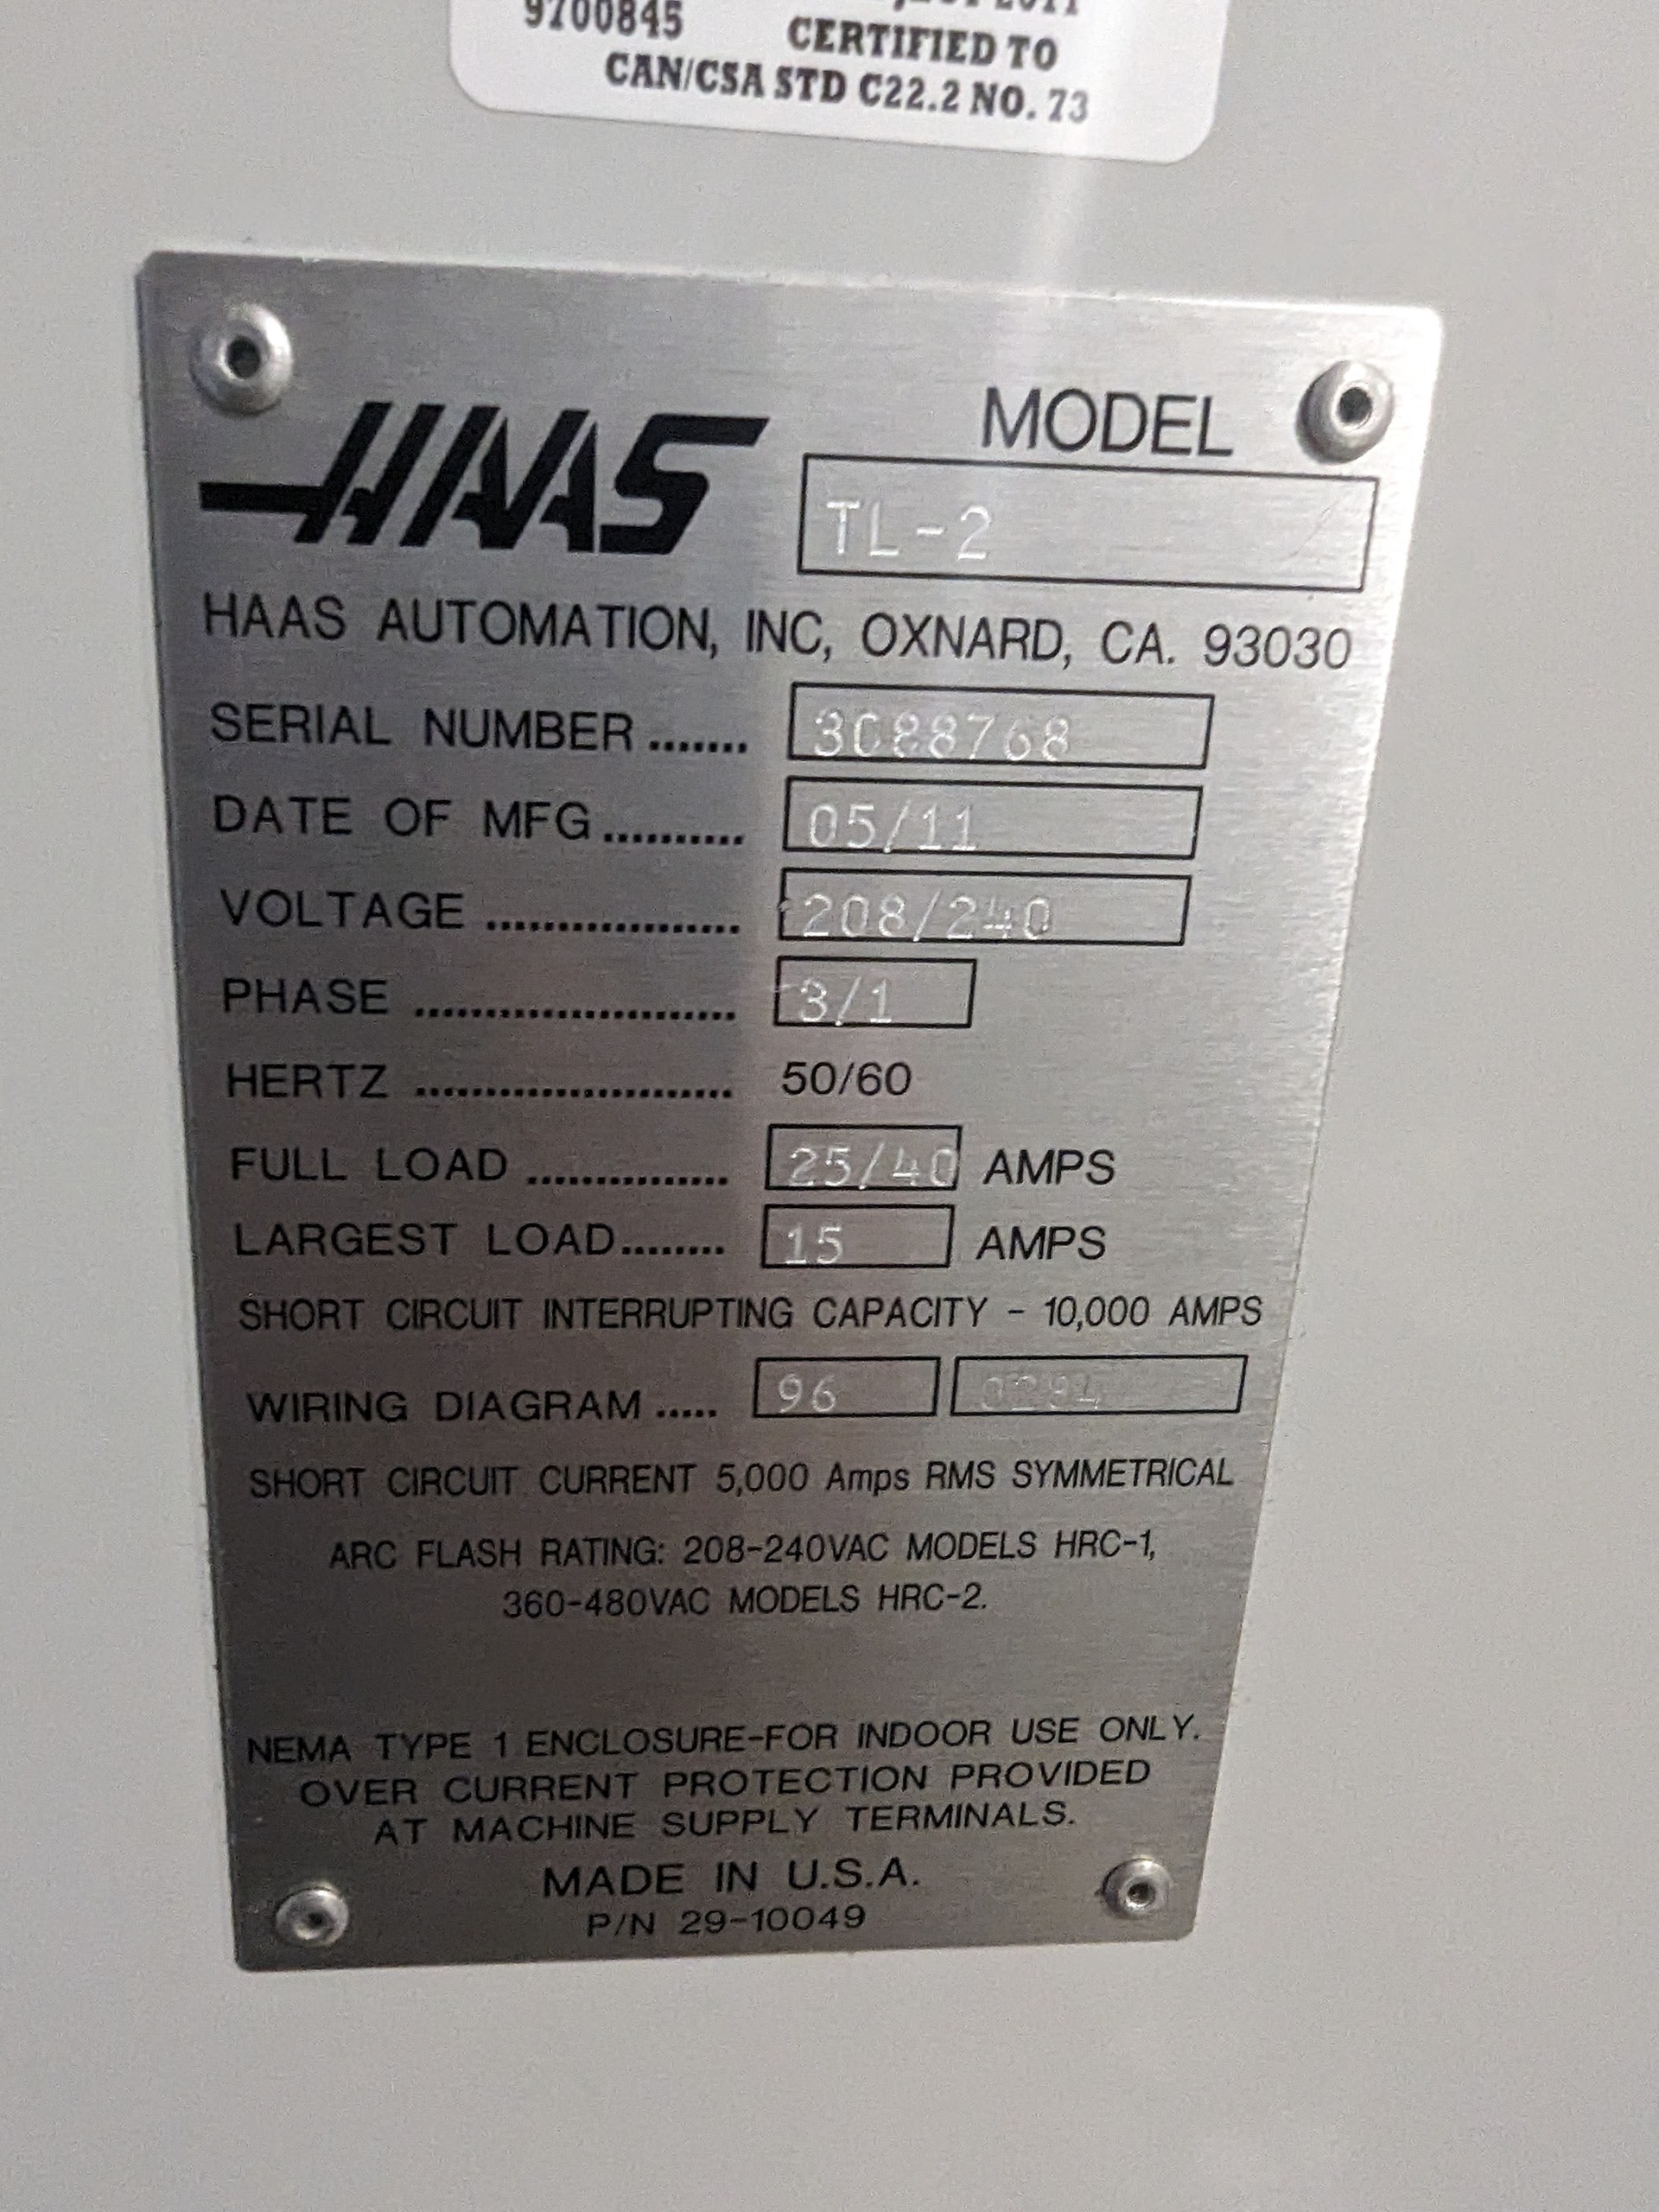 9700845 CERTIFIED TO
CAN/CSA STD C22.2 NO. 73
HAAS
MODEL
TL-2
HAAS AUTOMATION, INC, OXNARD, CA. 93030
SERIAL NUMBER ....... 3088768
DATE OF MFG .......... 05/11
VOLTAGE .................. 208/240
PHASE ....................... 3/1
HERTZ ....................... 50/60
FULL LOAD ............... 25/40 AMPS
LARGEST LOAD ........ 15 AMPS
SHORT CIRCUIT INTERRUPTING CAPACITY - 10,000 AMPS
WIRING DIAGRAM ..... 96 0294
SHORT CIRCUIT CURRENT 5,000 Amps RMS SYMMETRICAL
ARC FLASH RATING: 208-240VAC MODELS HRC-1,
360-480VAC MODELS HRC-2.
NEMA TYPE 1 ENCLOSURE-FOR INDOOR USE ONLY.
OVER CURRENT PROTECTION PROVIDED
AT MACHINE SUPPLY TERMINALS.
MADE IN U.S.A.
P/N 29-10049